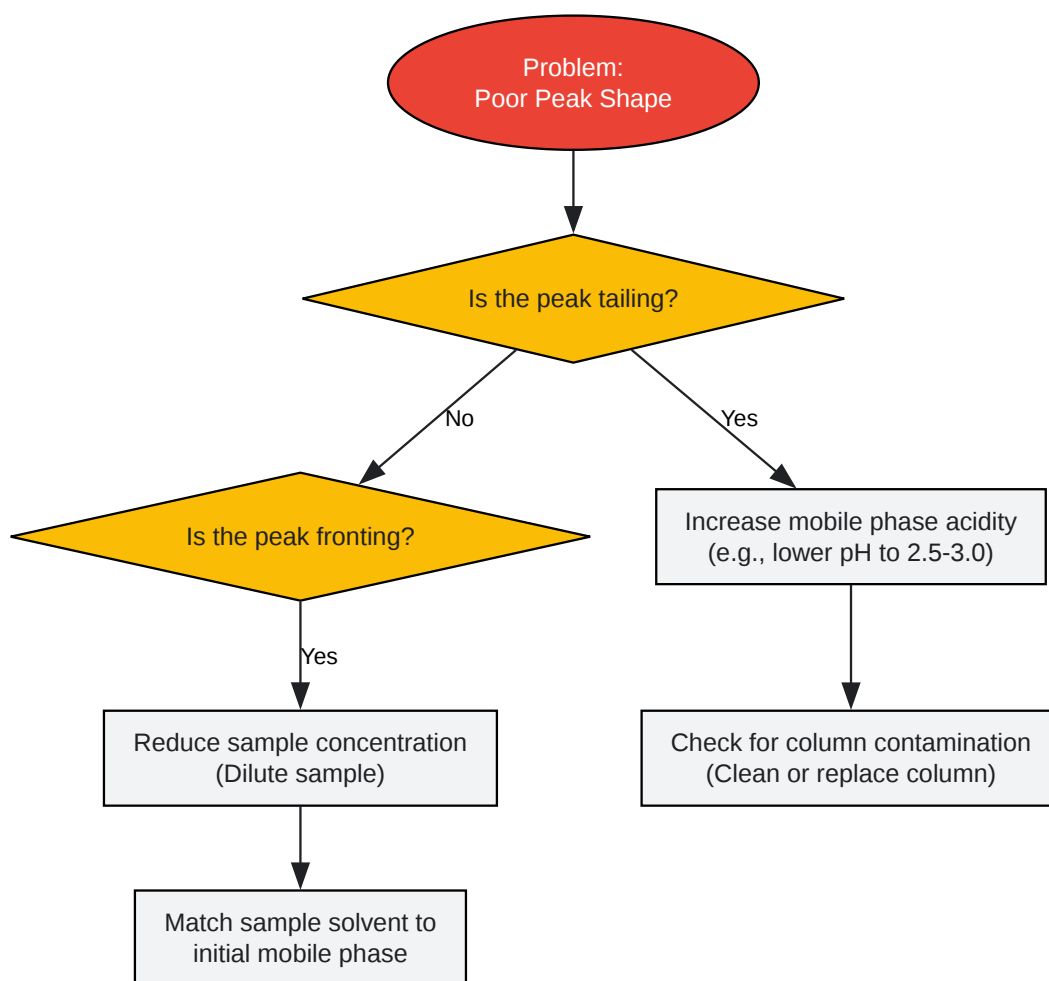 Problem:
Poor Peak Shape
Is the peak tailing?
No
Yes
Is the peak fronting?
Increase mobile phase acidity
(e.g., lower pH to 2.5-3.0)
Yes
Reduce sample concentration
(Dilute sample)
Check for column contamination
(Clean or replace column)
Match sample solvent to
initial mobile phase